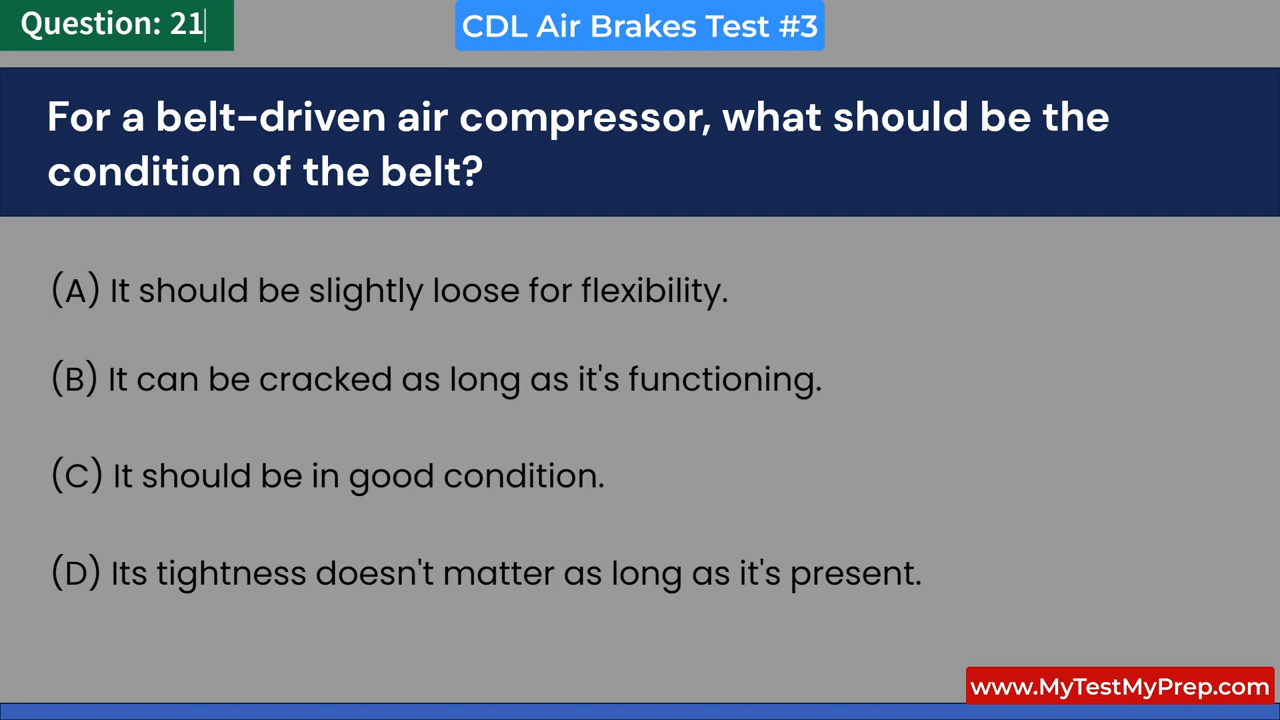 Question: 21
CDL Air Brakes Test #3
For a belt-driven air compressor, what should be the
condition of the belt?
(A) It should be slightly loose for flexibility.
(B) It can be cracked as long as it's functioning.
(C) It should be in good condition.
(D) Its tightness doesn't matter as long as it's present.
www.MyTestMyPrep.com